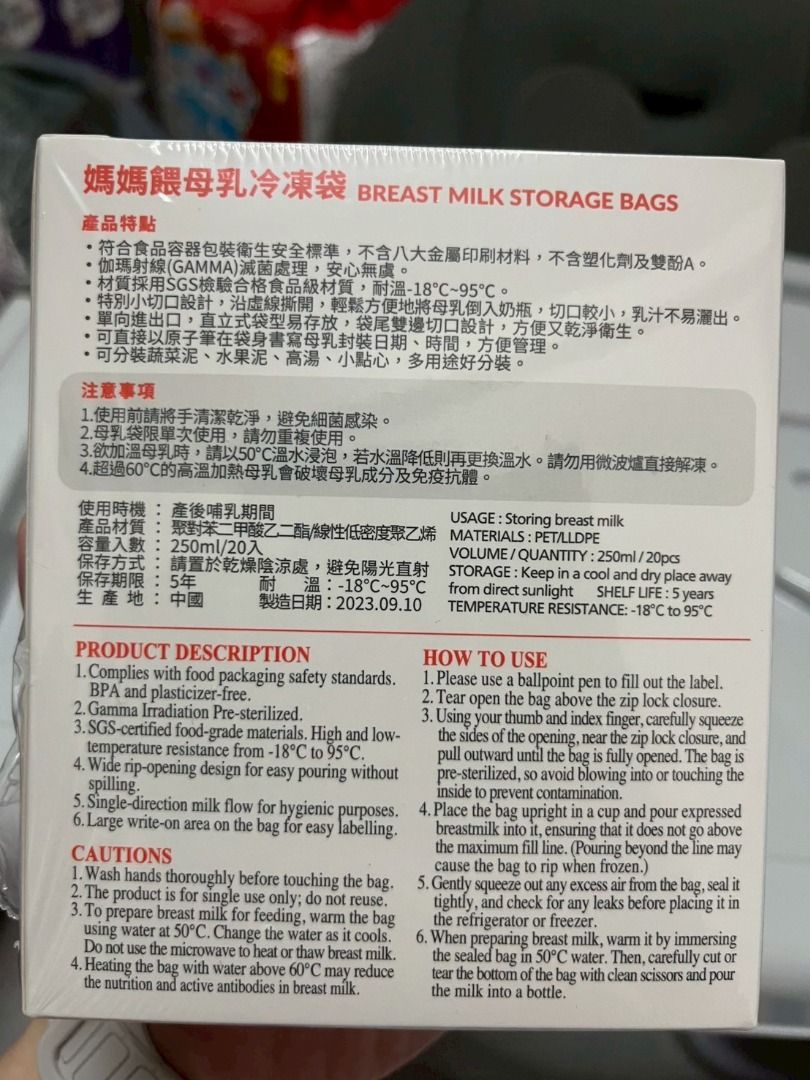 媽媽餵母乳冷凍袋 BREAST MILK STORAGE BAGS
產品特點
・符合食品容器包裝衛生安全標準，不含八大金屬印刷材料，不含塑化劑及雙酚A。
・伽瑪射線(GAMMA)滅菌處理，安心無虞。
・材質採用SGS檢驗合格食品級材質，耐溫-18°C~95°C。
・特別小切口設計，沿虛線撕開，輕鬆方便地將母乳倒入奶瓶，切口較小，乳汁不易灑出。
・單向進出口，直立式袋型易存放，袋尾雙邊切口設計，方便又乾淨衛生。
・可直接以原子筆在袋身書寫母乳封裝日期、時間，方便管理。
・可分裝蔬菜泥、水果泥、高湯、小點心，多用途好分裝。
注意事項
1.使用前請將手清潔乾淨，避免細菌感染。
2.母乳袋限單次使用，請勿重複使用。
3.欲加溫母乳時，請以50°C溫水浸泡，若水溫降低則再更換溫水。請勿用微波爐直接解凍。
4.超過60°C的高溫加熱母乳會破壞母乳成分及免疫抗體。
使用時機 ： 產後哺乳期間
產品材質 ： 聚對苯二甲酸乙二酯/線性低密度聚乙烯
容量入數 ： 250ml/20入
保存方式 ： 請置於乾燥陰涼處，避免陽光直射
保存期限 ： 5年 耐 溫：-18°C~95°C
生 產 地 ： 中國 製造日期：2023.09.10
USAGE : Storing breast milk
MATERIALS : PET/LLDPE
VOLUME / QUANTITY : 250ml / 20pcs
STORAGE : Keep in a cool and dry place away
from direct sunlight SHELF LIFE : 5 years
TEMPERATURE RESISTANCE: -18°C to 95°C
PRODUCT DESCRIPTION
1. Complies with food packaging safety standards.
BPA and plasticizer-free.
2. Gamma Irradiation Pre-sterilized.
3. SGS-certified food-grade materials. High and low-
temperature resistance from -18°C to 95°C.
4. Wide rip-opening design for easy pouring without
spilling.
5. Single-direction milk flow for hygienic purposes.
6. Large write-on area on the bag for easy labelling.
CAUTIONS
1. Wash hands thoroughly before touching the bag.
2. The product is for single use only; do not reuse.
3. To prepare breast milk for feeding, warm the bag
using water at 50°C. Change the water as it cools.
Do not use the microwave to heat or thaw breast milk.
4. Heating the bag with water above 60°C may reduce
the nutrition and active antibodies in breast milk.
HOW TO USE
1. Please use a ballpoint pen to fill out the label.
2. Tear open the bag above the zip lock closure.
3. Using your thumb and index finger, carefully squeeze
the sides of the opening, near the zip lock closure, and
pull outward until the bag is fully opened. The bag is
pre-sterilized, so avoid blowing into or touching the
inside to prevent contamination.
4. Place the bag upright in a cup and pour expressed
breastmilk into it, ensuring that it does not go above
the maximum fill line. (Pouring beyond the line may
cause the bag to rip when frozen.)
5. Gently squeeze out any excess air from the bag, seal it
tightly, and check for any leaks before placing it in
the refrigerator or freezer.
6. When preparing breast milk, warm it by immersing
the sealed bag in 50°C water. Then, carefully cut or
tear the bottom of the bag with clean scissors and pour
the milk into a bottle.